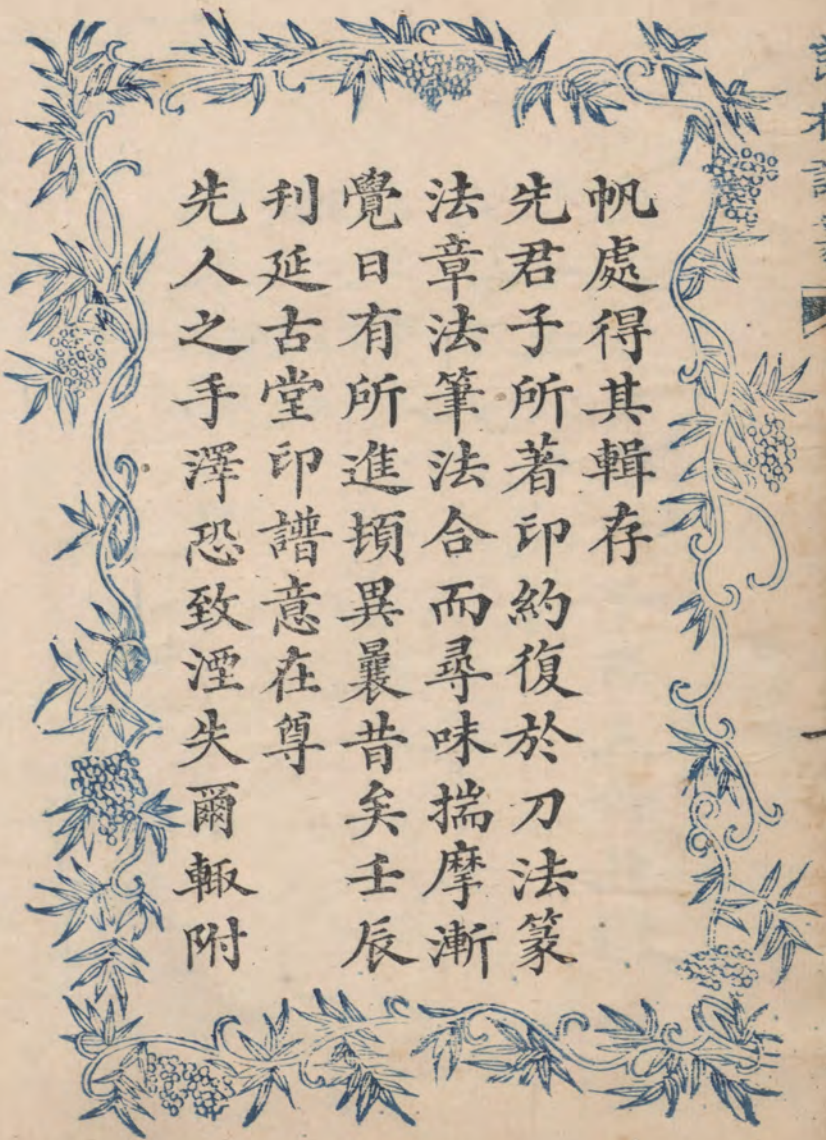 帆處得其輯存
先君子所著印約復於刀法篆
法章法筆法合而尋味揣摩漸
覺日有所進頃異曩昔矣壬辰
刊延古堂印譜意在尊
先人之手澤恐致湮失爾輙附